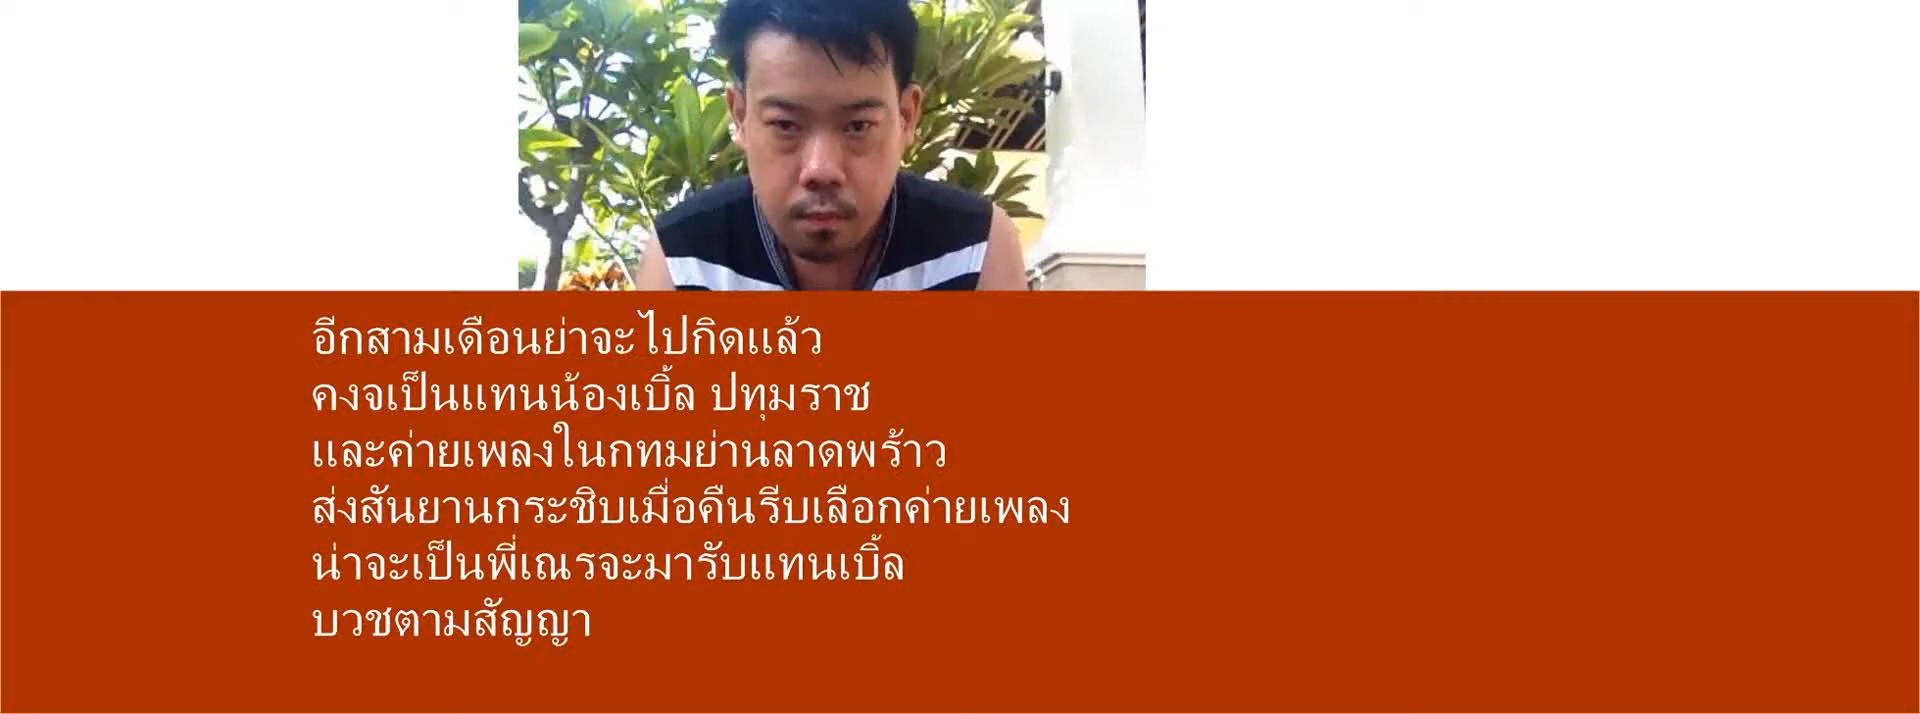 อีกสามเดือนย่าจะไปกิดแล้ว
คงจเป็นแทนน้องเบิ้ล ปทุมราช
และค่ายเพลงในกทมย่านลาดพร้าว
ส่งสันยานกระซิบเมื่อคืนรีบเลือกค่ายเพลง
น่าจะเป็นพี่เณรจะมารับแทนเบิ้ล
บวชตามสัญญา